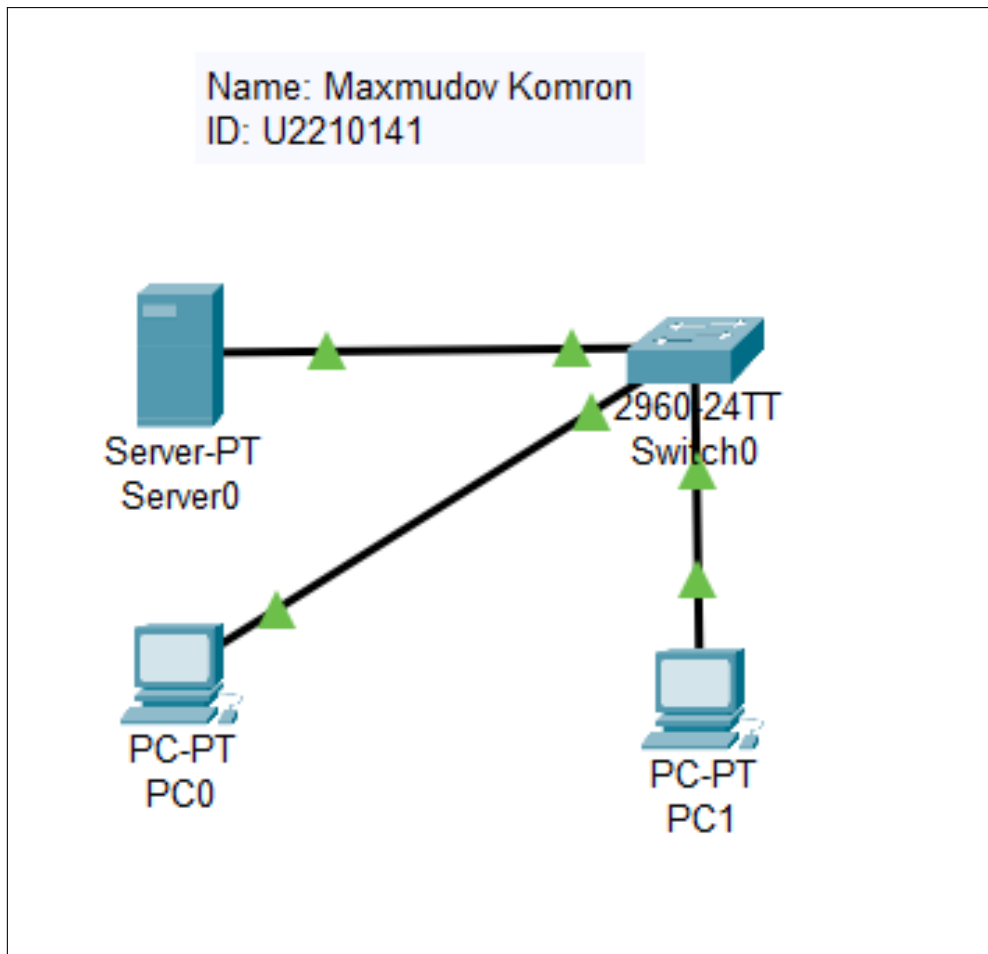 Name: Maxmudov Komron
ID: U2210141
Server-PT
Server0
2960-24TT
Switch0
PC-PT
PC0
PC-PT
PC1